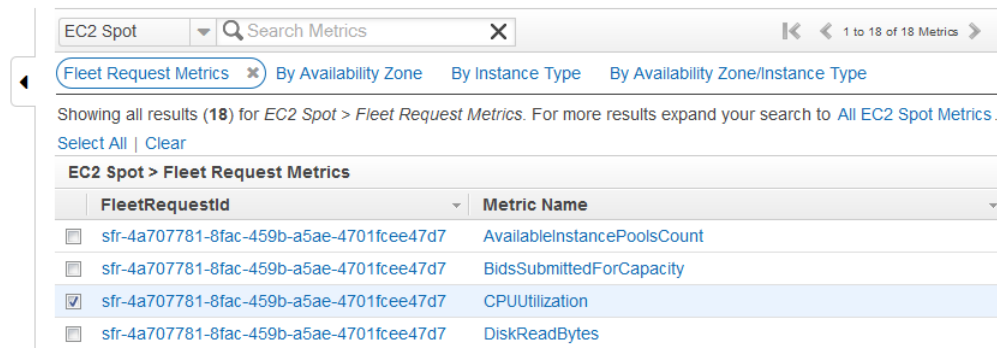 EC2 Spot Search Metrics 1 to 18 of 18 Metrics
Fleet Request Metrics By Availability Zone By Instance Type By Availability Zone/Instance Type
Showing all results (18) for EC2 Spot > Fleet Request Metrics. For more results expand your search to All EC2 Spot Metrics.
Select All | Clear
EC2 Spot > Fleet Request Metrics
FleetRequestId Metric Name
sfr-4a707781-8fac-459b-a5ae-4701fcee47d7 AvailableInstancePoolsCount
sfr-4a707781-8fac-459b-a5ae-4701fcee47d7 BidsSubmittedForCapacity
sfr-4a707781-8fac-459b-a5ae-4701fcee47d7 CPUUtilization
sfr-4a707781-8fac-459b-a5ae-4701fcee47d7 DiskReadBytes